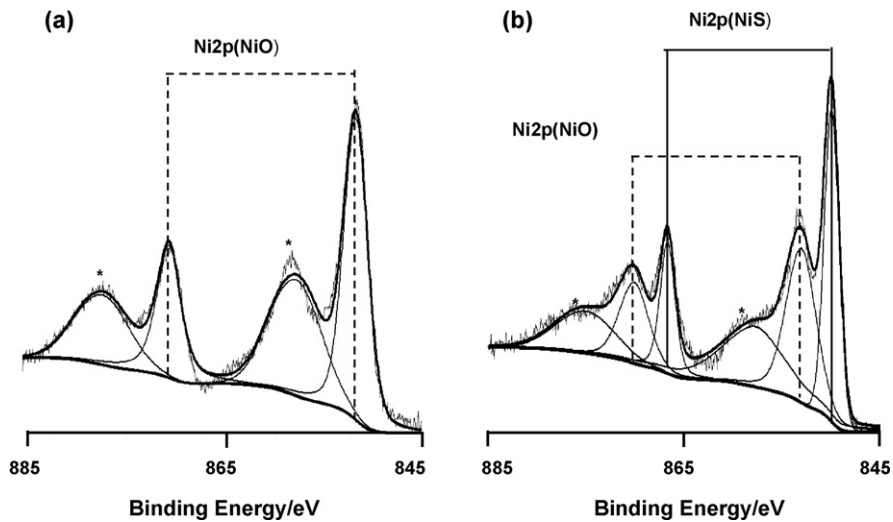 (a)
Ni2p(NiO)
*
*
885
865
845
Binding Energy/eV
(b)
Ni2p(NiS)
Ni2p(NiO)
*
*
885
865
845
Binding Energy/eV